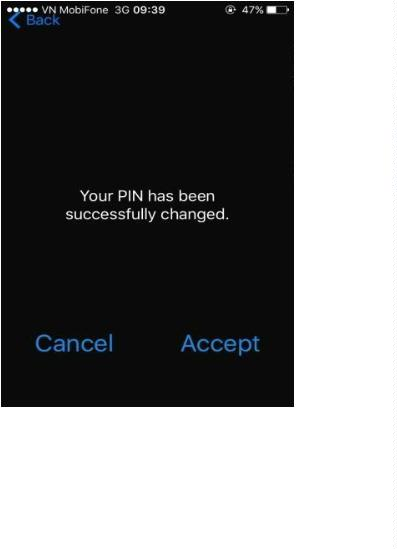 VN MobiFone 3G 09:39 47%
Back
Your PIN has been
successfully changed.
Cancel Accept